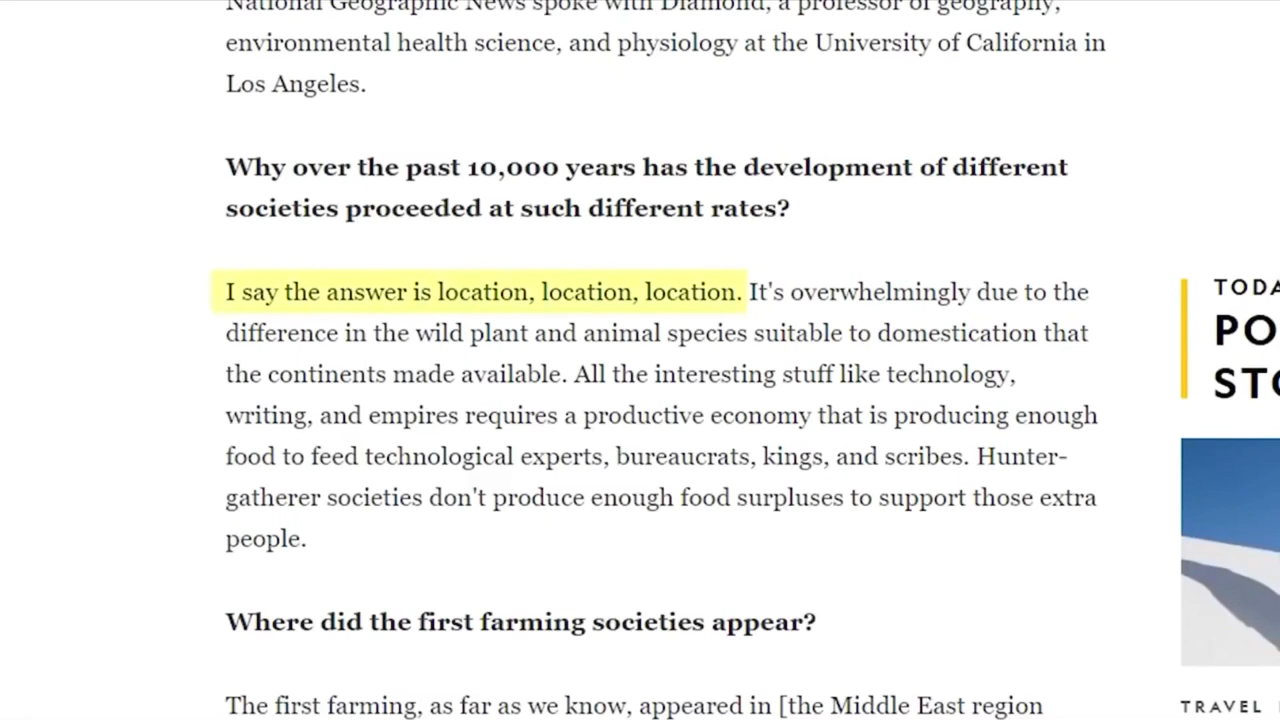 National Geographic News spoke with Diamond, a professor of geography,
environmental health science, and physiology at the University of California in
Los Angeles.
Why over the past 10,000 years has the development of different
societies proceeded at such different rates?
I say the answer is location, location, location. It's overwhelmingly due to the
difference in the wild plant and animal species suitable to domestication that
the continents made available. All the interesting stuff like technology,
writing, and empires requires a productive economy that is producing enough
food to feed technological experts, bureaucrats, kings, and scribes. Hunter-
gatherer societies don't produce enough food surpluses to support those extra
people.
Where did the first farming societies appear?
The first farming, as far as we know, appeared in [the Middle East region
TODA
PO
STO
TRAVEL